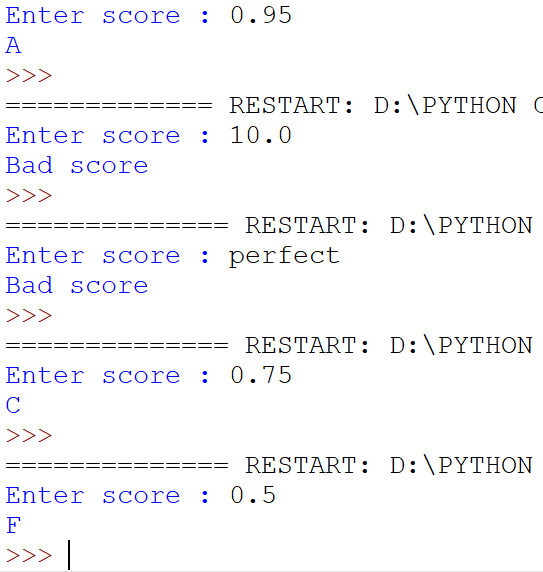 Enter score : 0.95
A
>>>
============= RESTART: D:\PYTHON C
Enter score : 10.0
Bad score
>>>
============== RESTART: D:\PYTHON
Enter score : perfect
Bad score
>>>
============== RESTART: D:\PYTHON
Enter score : 0.75
C
>>>
============== RESTART: D:\PYTHON
Enter score : 0.5
F
>>>